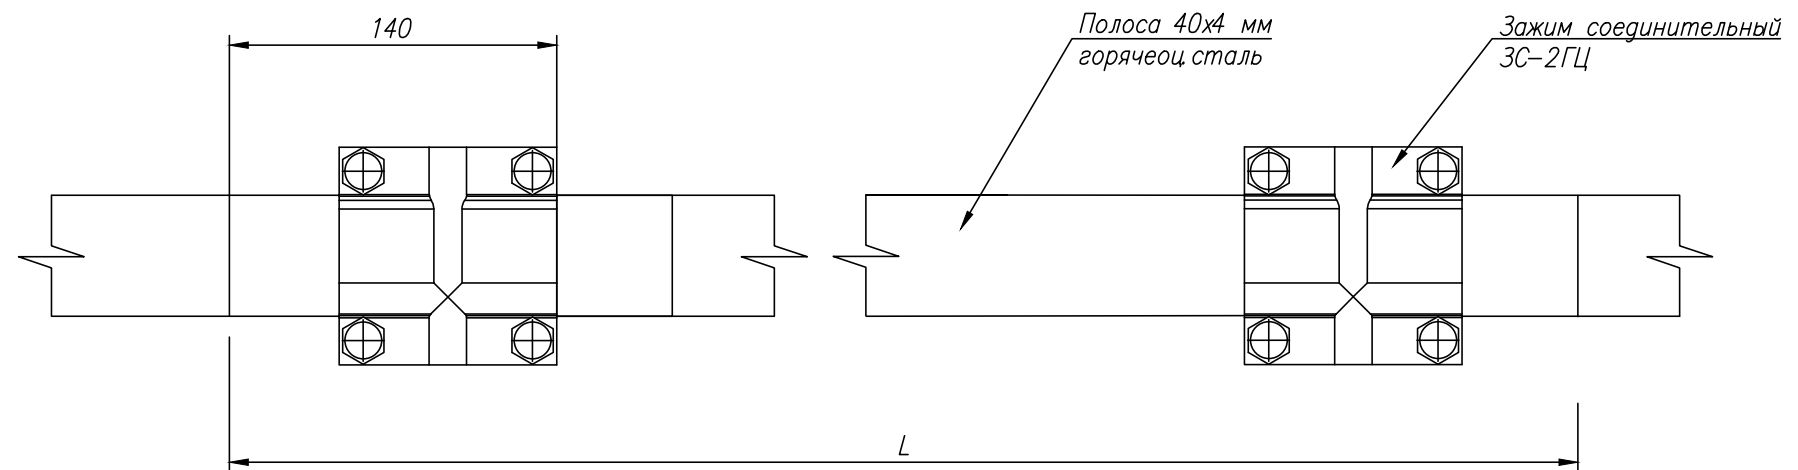 140
Полоса 40х4 мм
горячеоц.сталь
Зажим соединительный
ЗС-2ГЦ
L